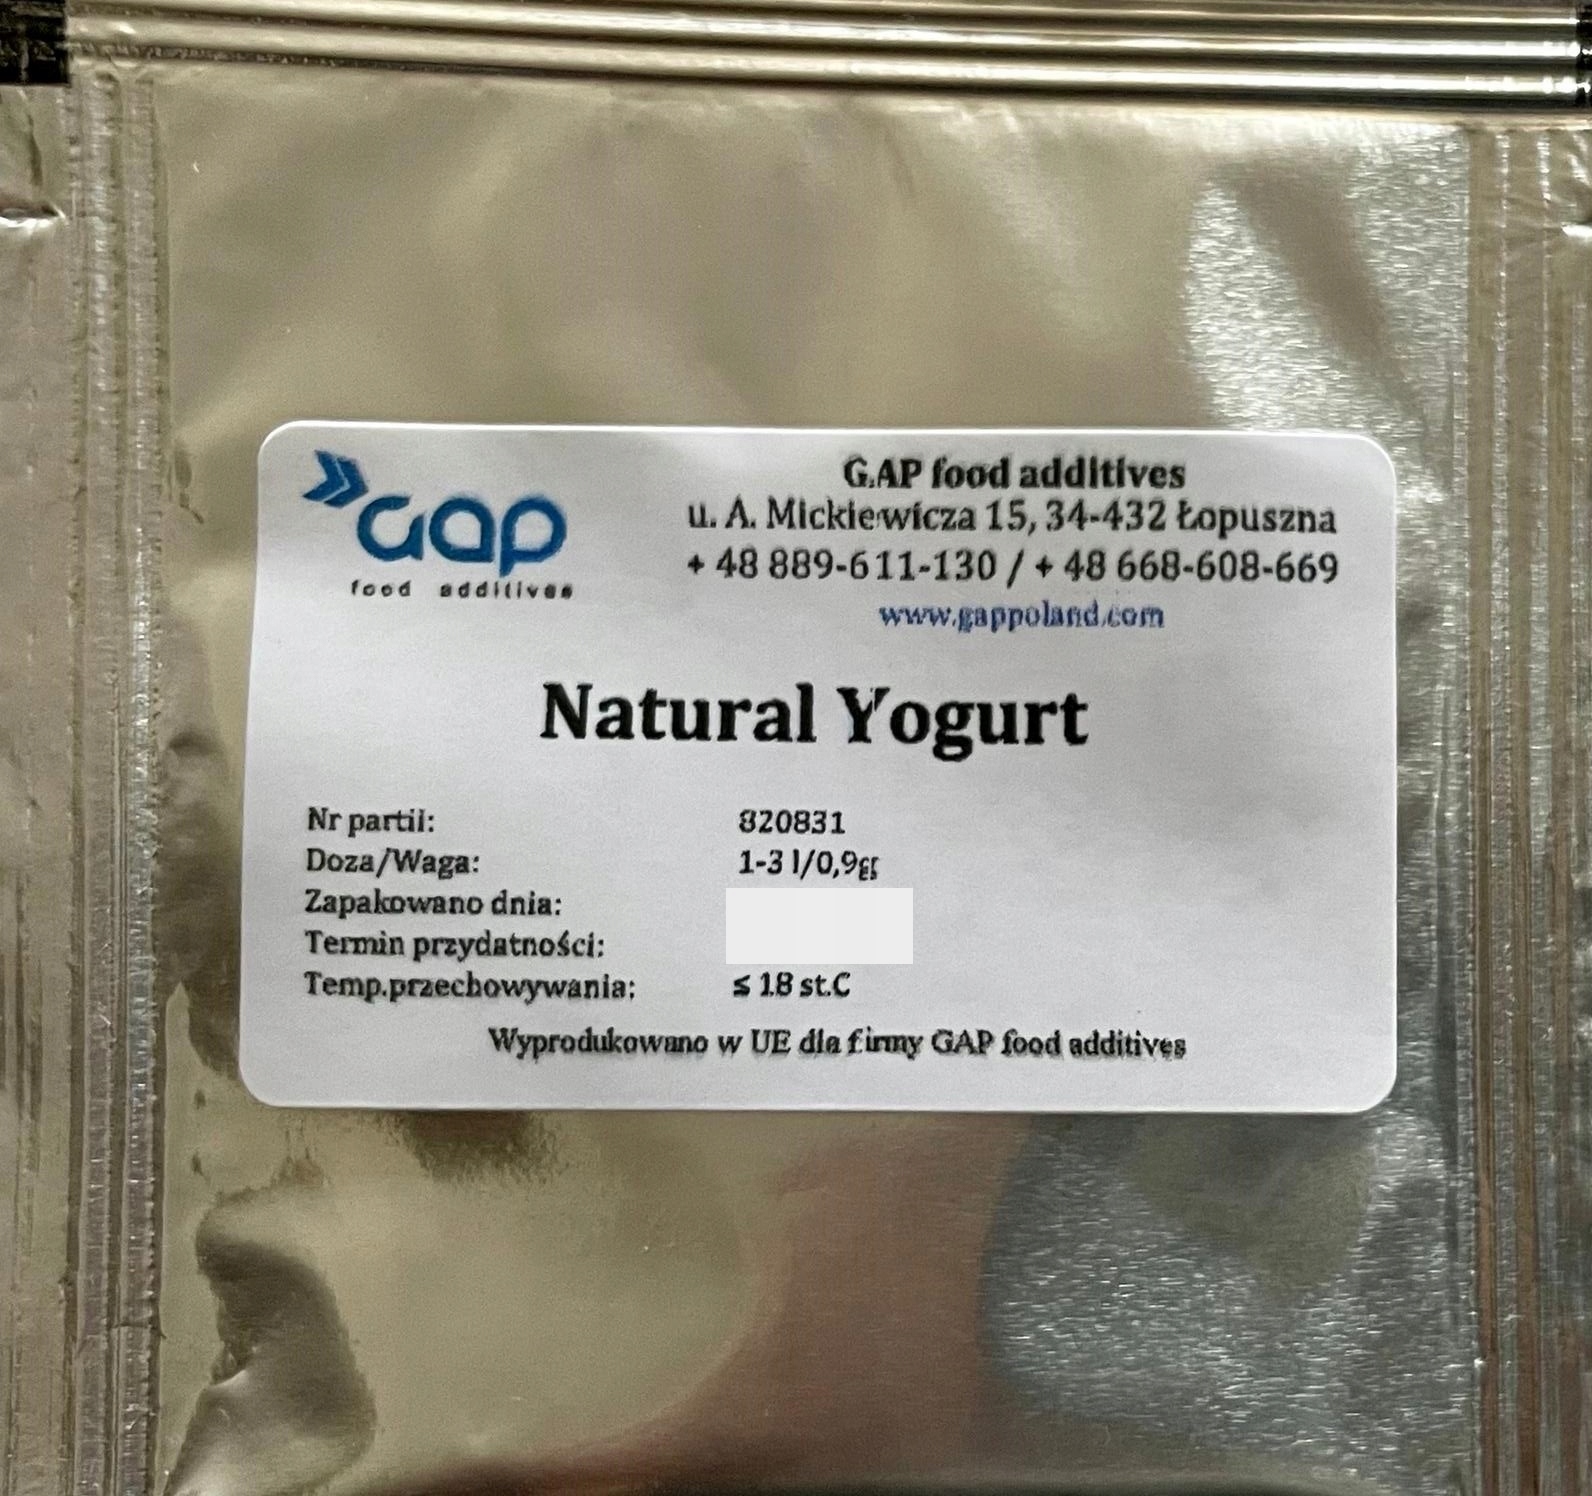 GAP
food additives
G.AP food additives
u. A. Mickiewicza 15, 34-432 Łopuszna
+ 48 889-611-130 / + 48 668-608-669
www.gappoland.com
Natural Yogurt
Nr partii: 820831
Doza/Waga: 1-3 l/0,9gr
Zapakowano dnia:
Termin przydatności:
Temp.przechowywania: ≤ 18 st.C
Wyprodukowano w UE dla firmy GAP food additives